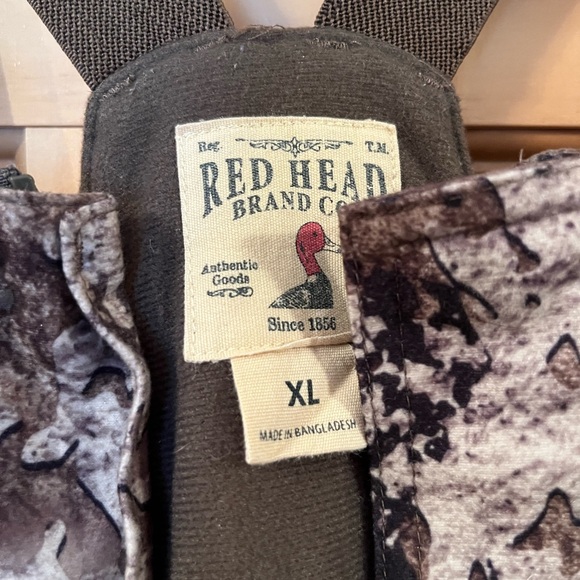 Reg. T.M.
RED HEAD
BRAND CO
Authentic
Goods
Since 1856
XL
MADE IN BANGLADESH